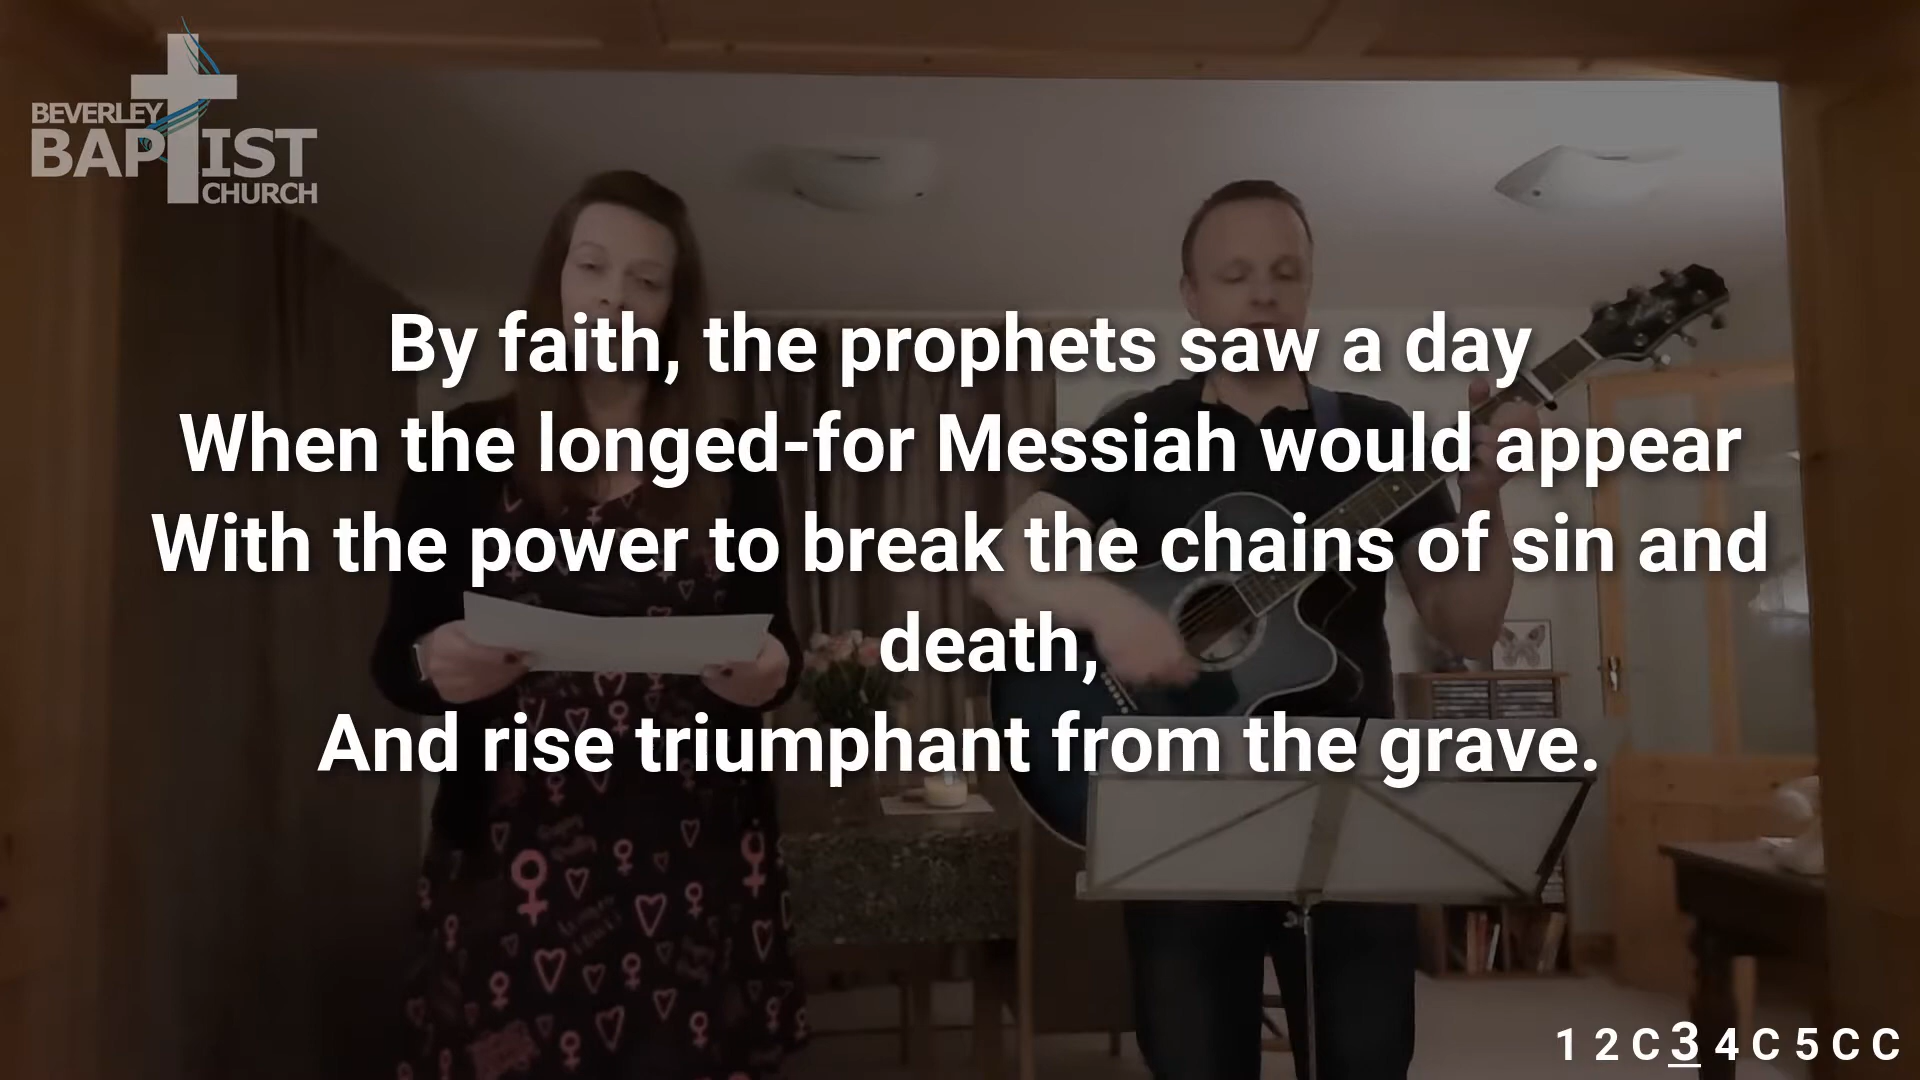 BEVERLEY
BAPTIST
CHURCH
By faith, the prophets saw a day
When the longed-for Messiah would appear
With the power to break the chains of sin and
death,
And rise triumphant from the grave.
1 2 C 3 4 C 5 C C